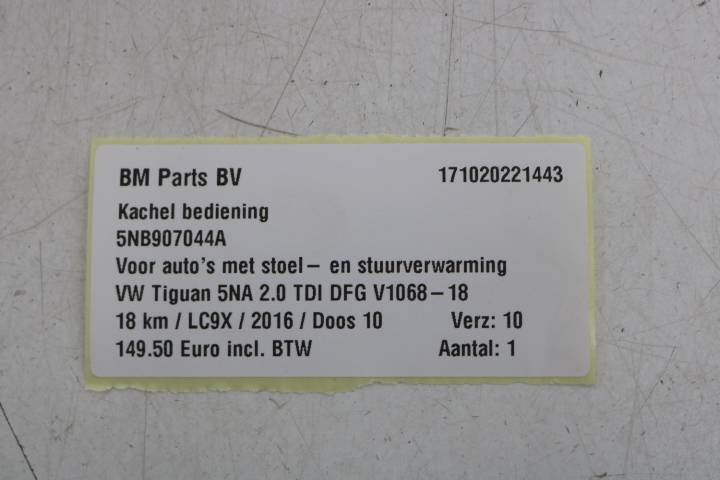 BM Parts BV 171020221443
Kachel bediening
5NB907044A
Voor auto's met stoel- en stuurverwarming
VW Tiguan 5NA 2.0 TDI DFG V1068-18
18 km / LC9X / 2016 / Doos 10 Verz: 10
149.50 Euro incl. BTW Aantal: 1